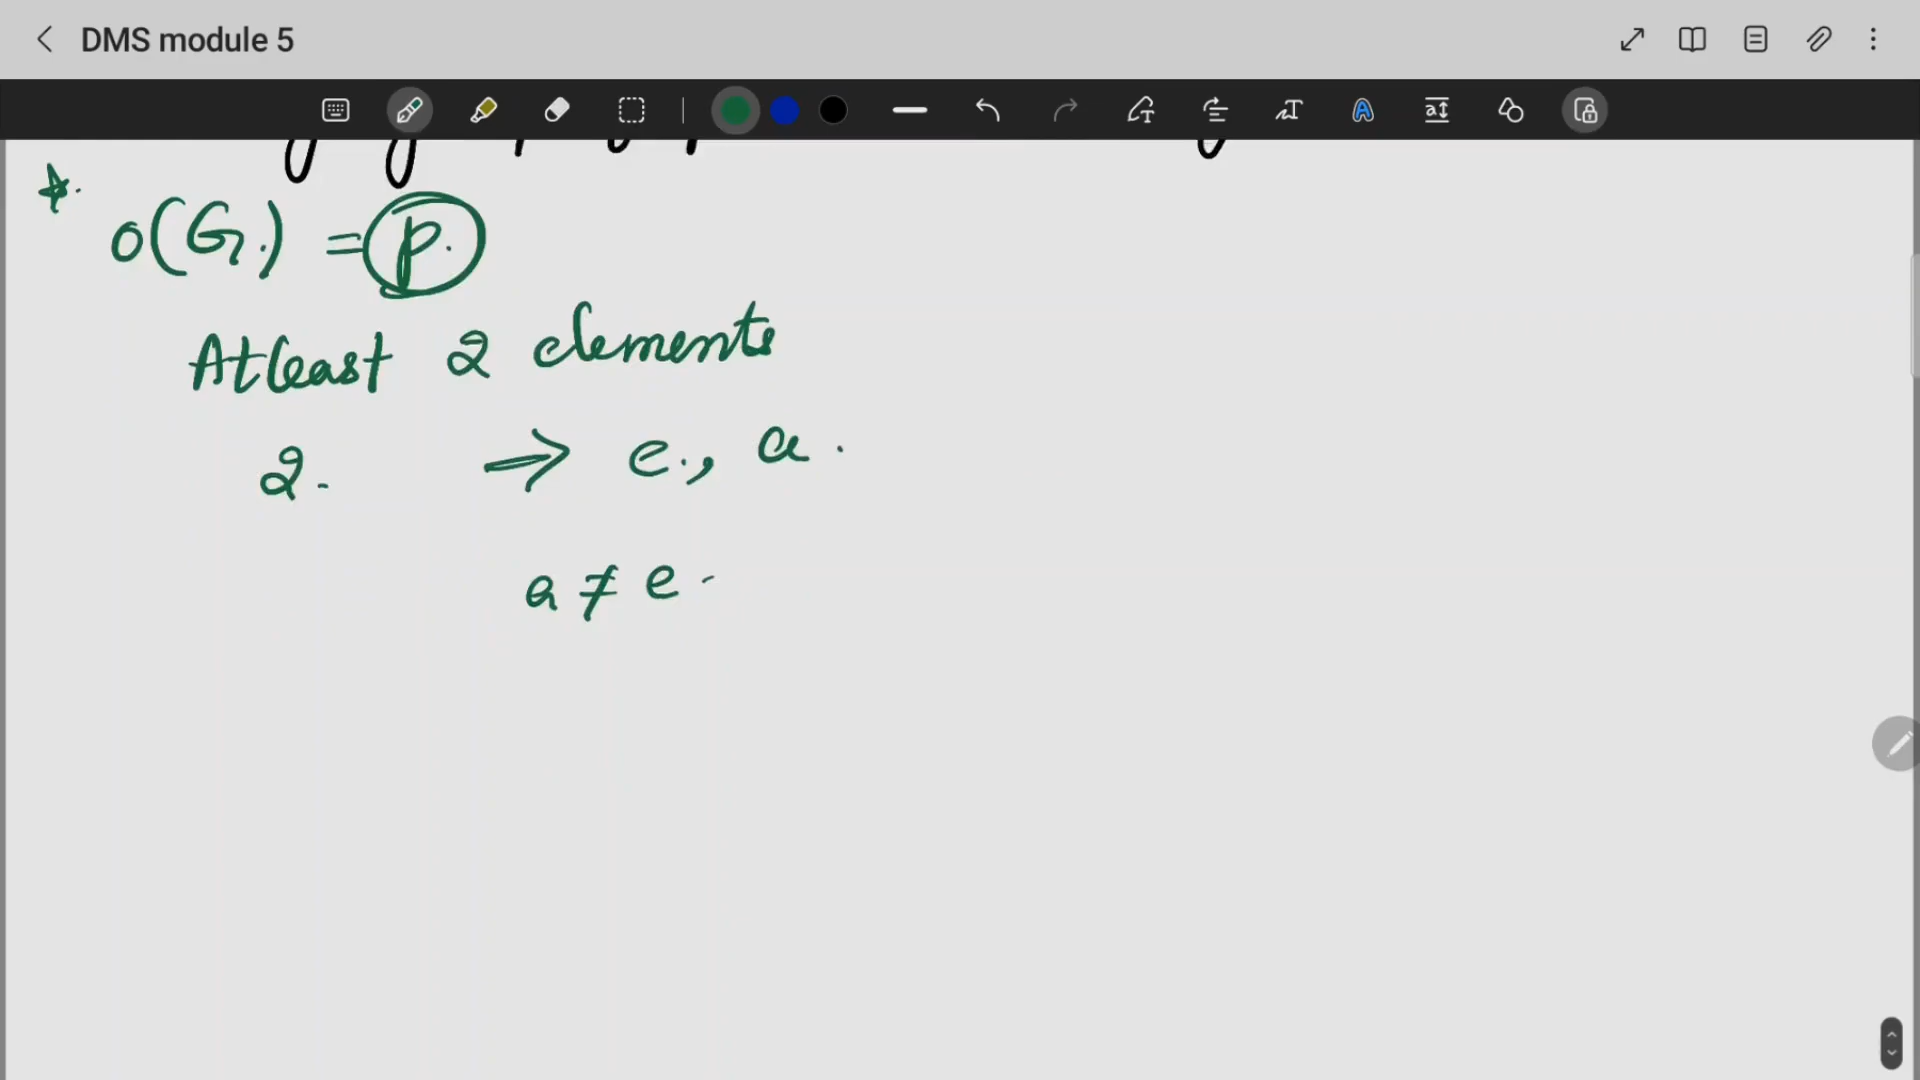 DMS module 5
o(G.) = p.
Atleast 2 elements
2. ⇒ e., a.
a ≠ e.